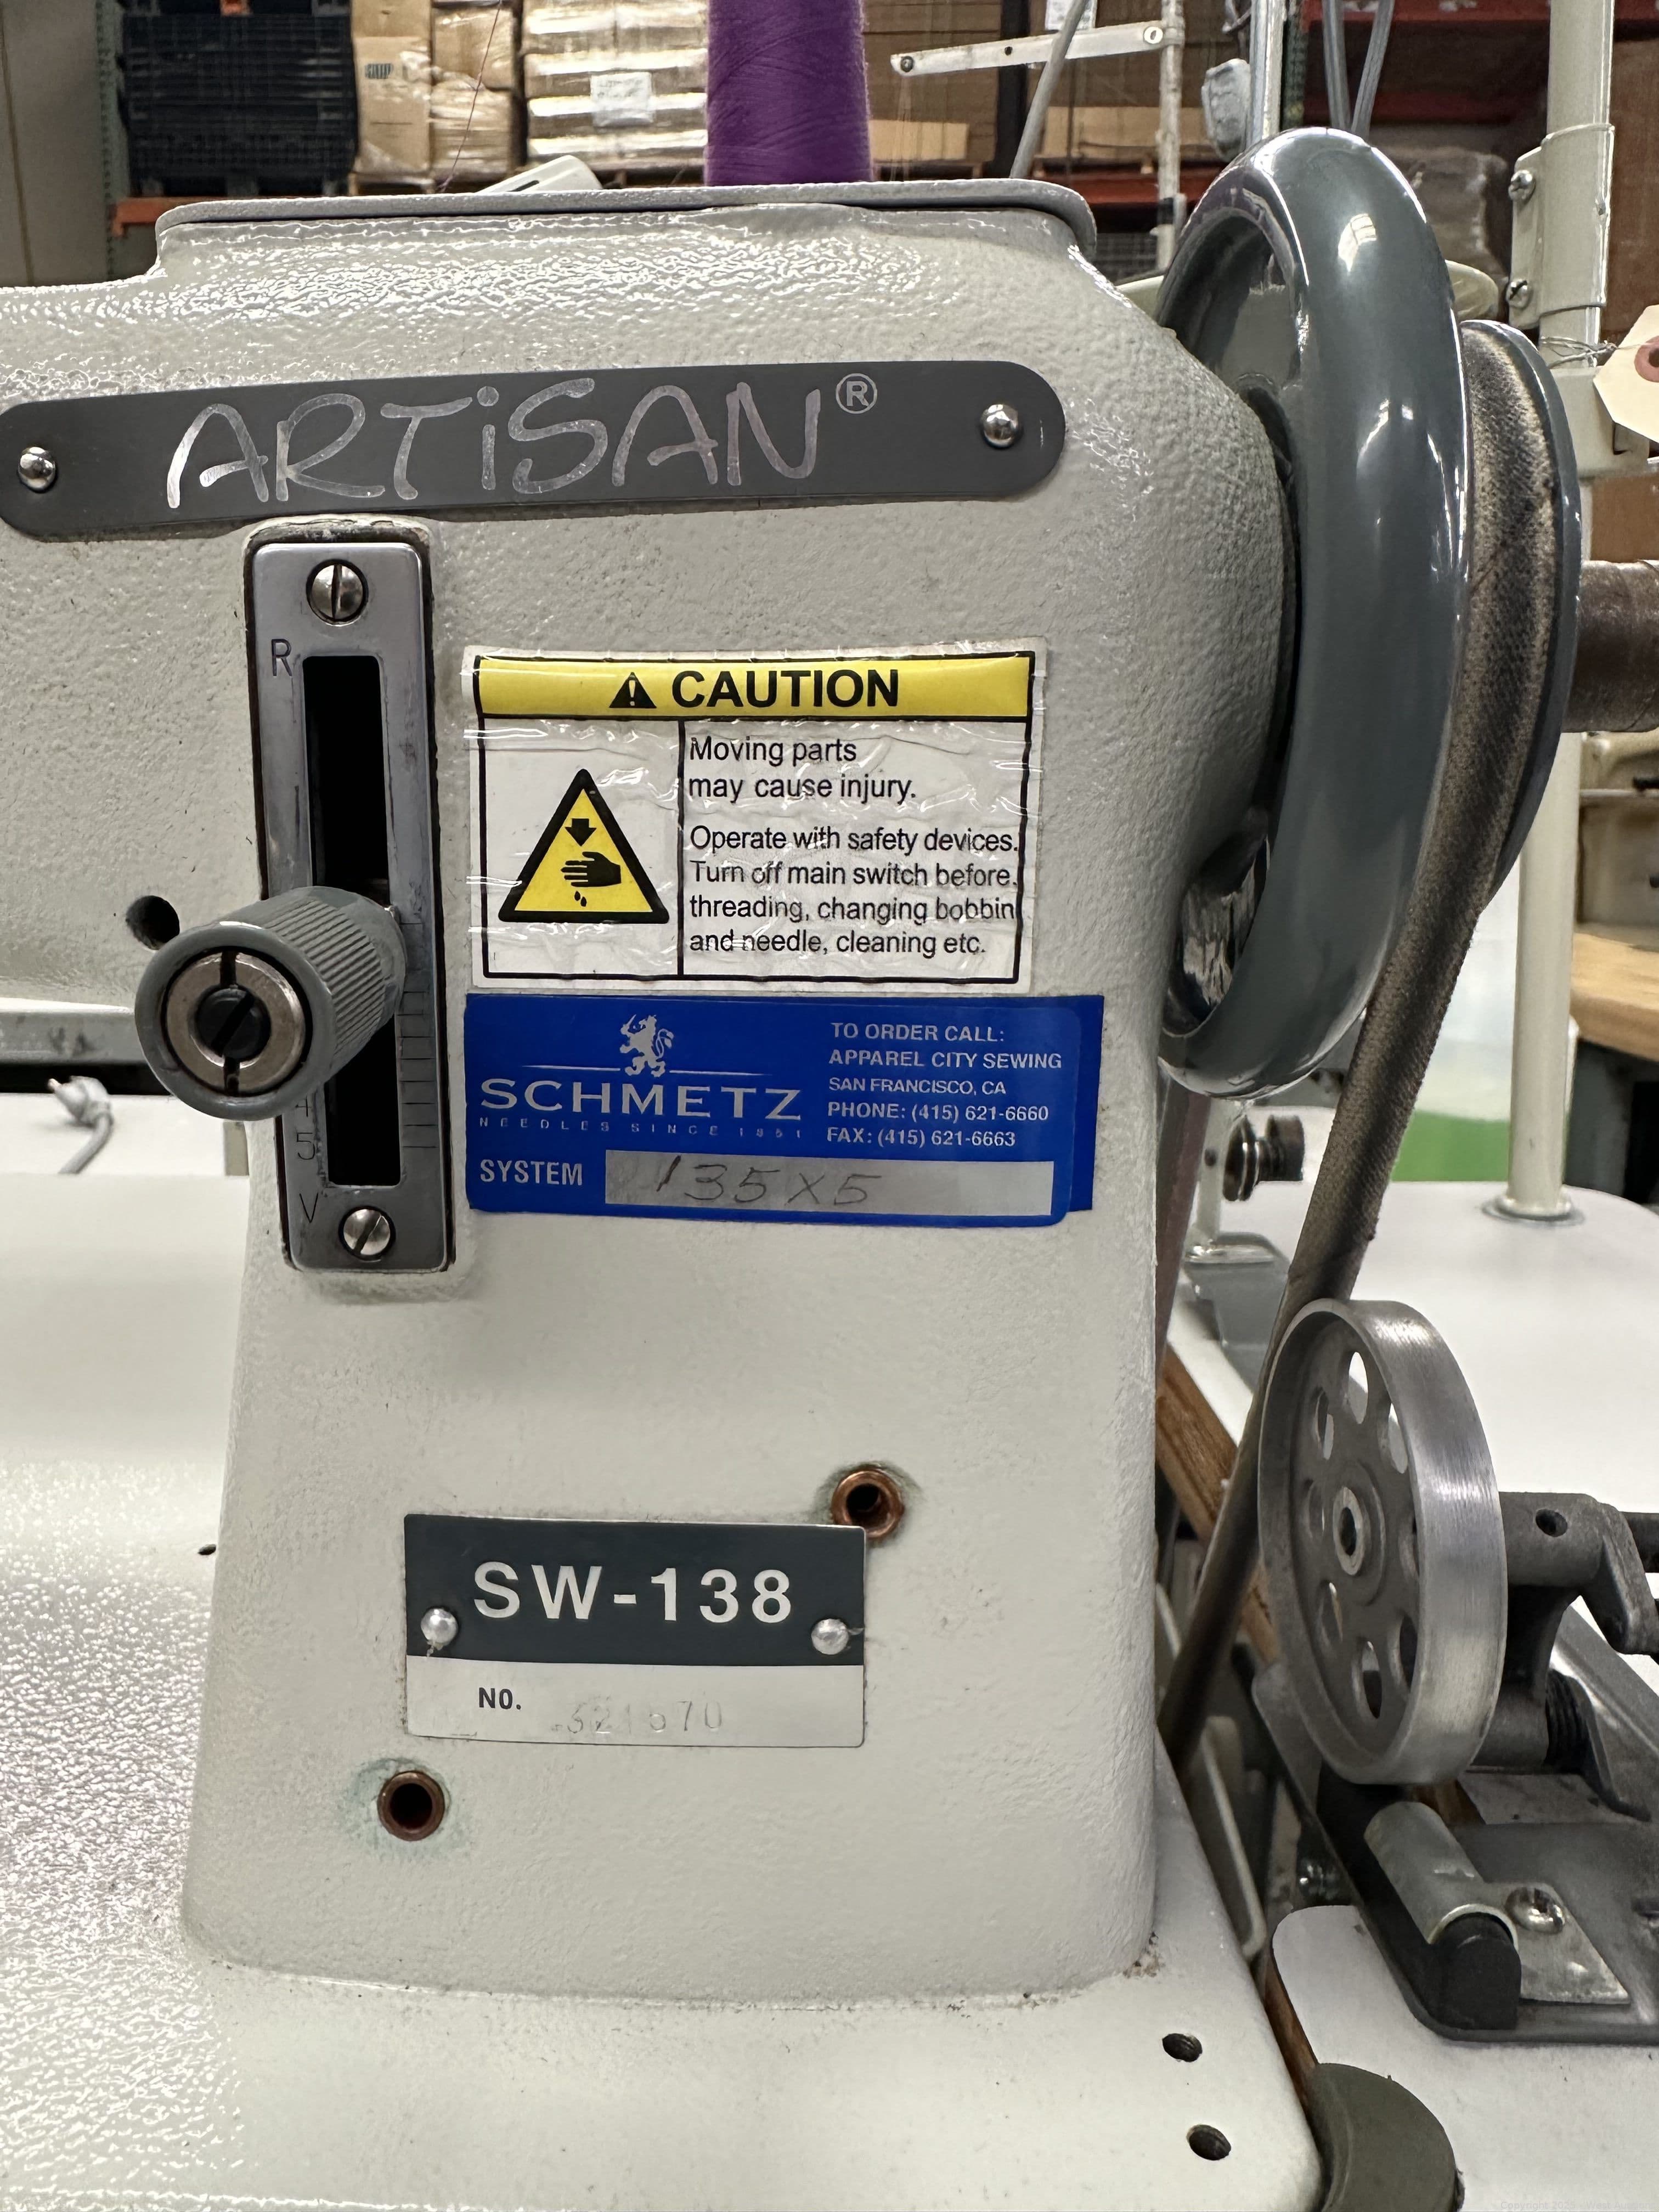 ARTiSAN®
R
CAUTION
Moving parts
may cause injury.
Operate with safety devices.
Turn off main switch before
threading, changing bobbin
and needle, cleaning etc.
SCHMETZ
NEEDLES SINCE 1851
TO ORDER CALL:
APPAREL CITY SEWING
SAN FRANCISCO, CA
PHONE: (415) 621-6660
FAX: (415) 621-6663
SYSTEM 135X5
4
5
V
SW-138
NO.